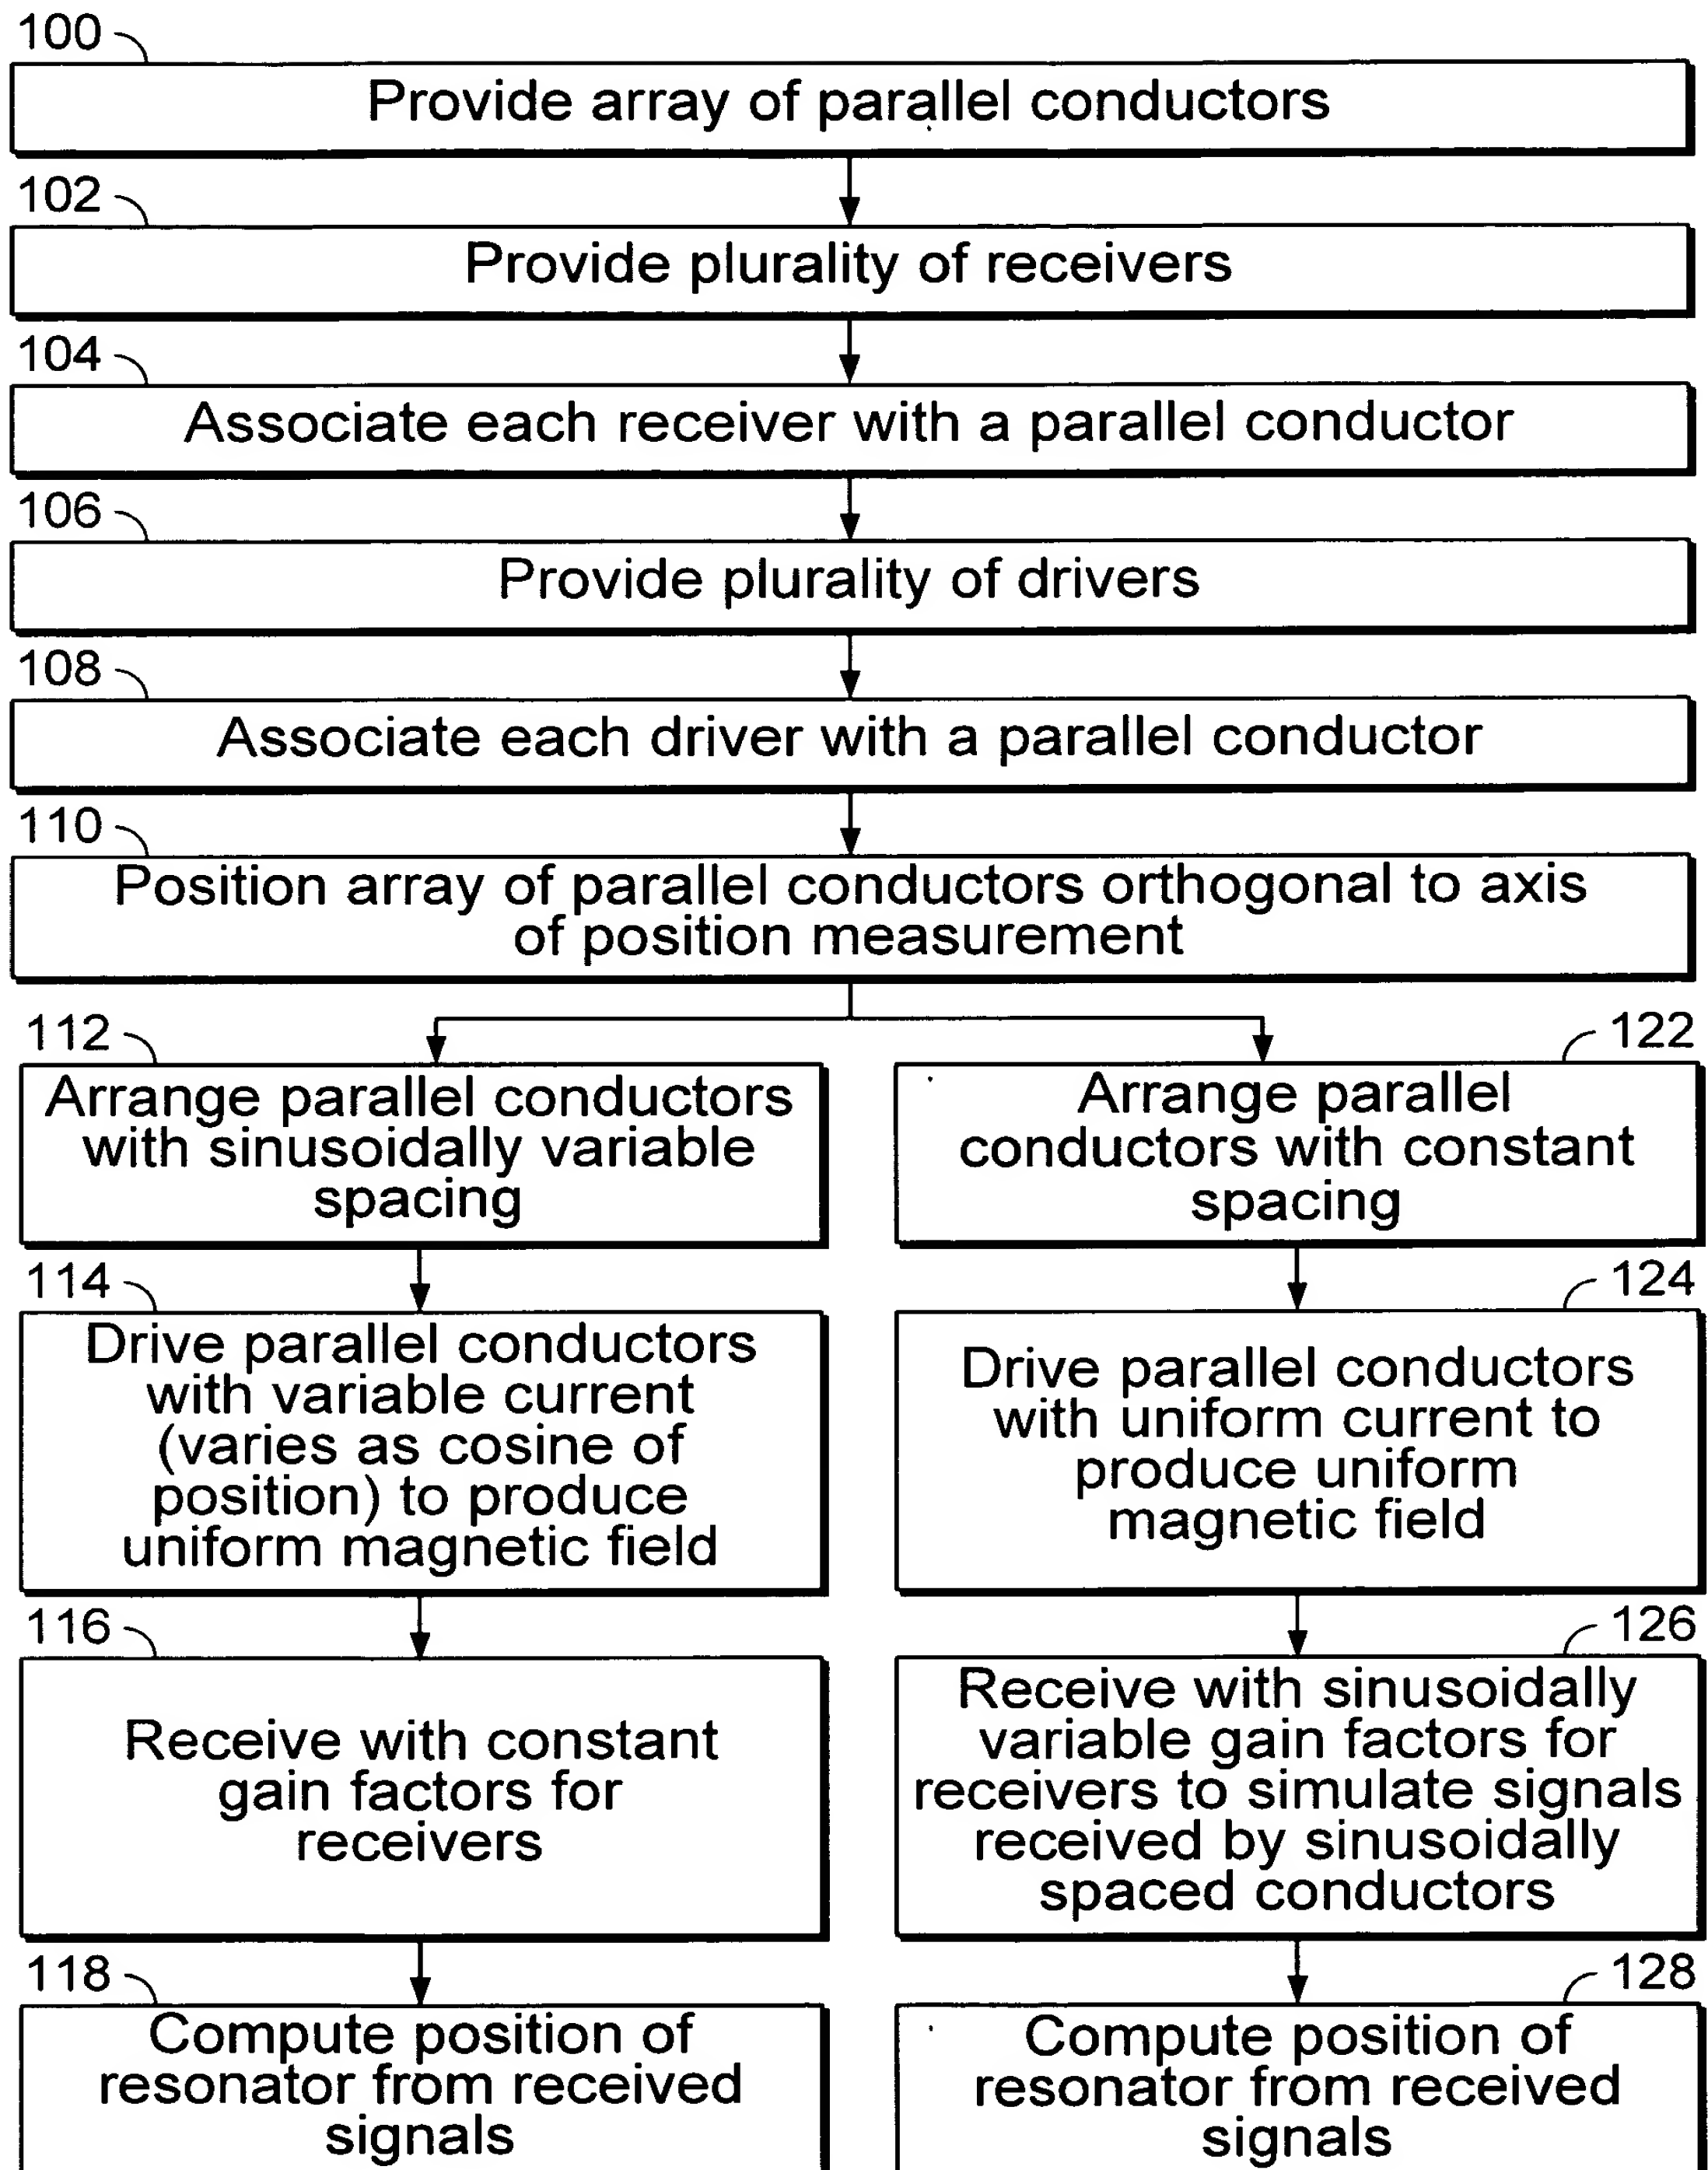 100
Provide array of parallel conductors
102
Provide plurality of receivers
104
Associate each receiver with a parallel conductor
106
Provide plurality of drivers
108
Associate each driver with a parallel conductor
110
Position array of parallel conductors orthogonal to axis
of position measurement
112
Arrange parallel conductors
with sinusoidally variable
spacing
114
Drive parallel conductors
with variable current
(varies as cosine of
position) to produce
uniform magnetic field
116
Receive with constant
gain factors for
receivers
118
Compute position of
resonator from received
signals
122
Arrange parallel
conductors with constant
spacing
124
Drive parallel conductors
with uniform current to
produce uniform
magnetic field
126
Receive with sinusoidally
variable gain factors for
receivers to simulate signals
received by sinusoidally
spaced conductors
128
Compute position of
resonator from received
signals